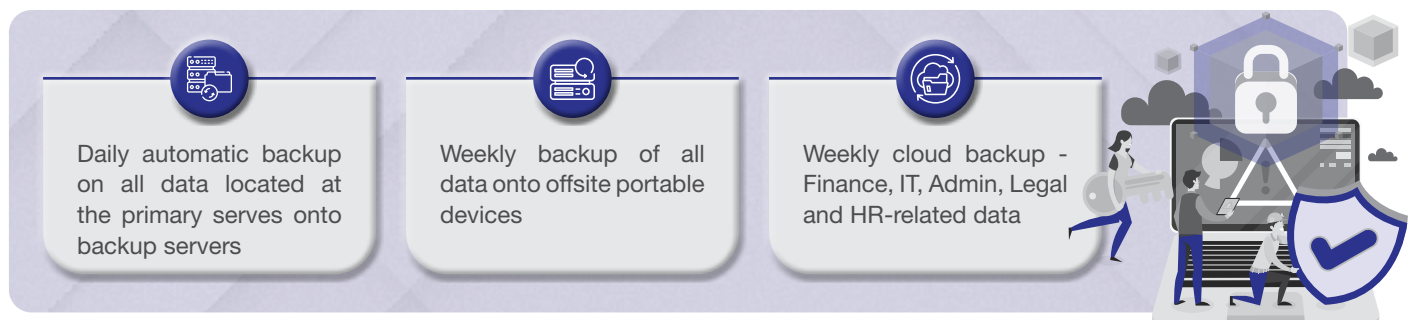 Daily automatic backup
on all data located at
the primary serves onto
backup servers
Weekly backup of all
data onto offsite portable
devices
Weekly cloud backup -
Finance, IT, Admin, Legal
and HR-related data